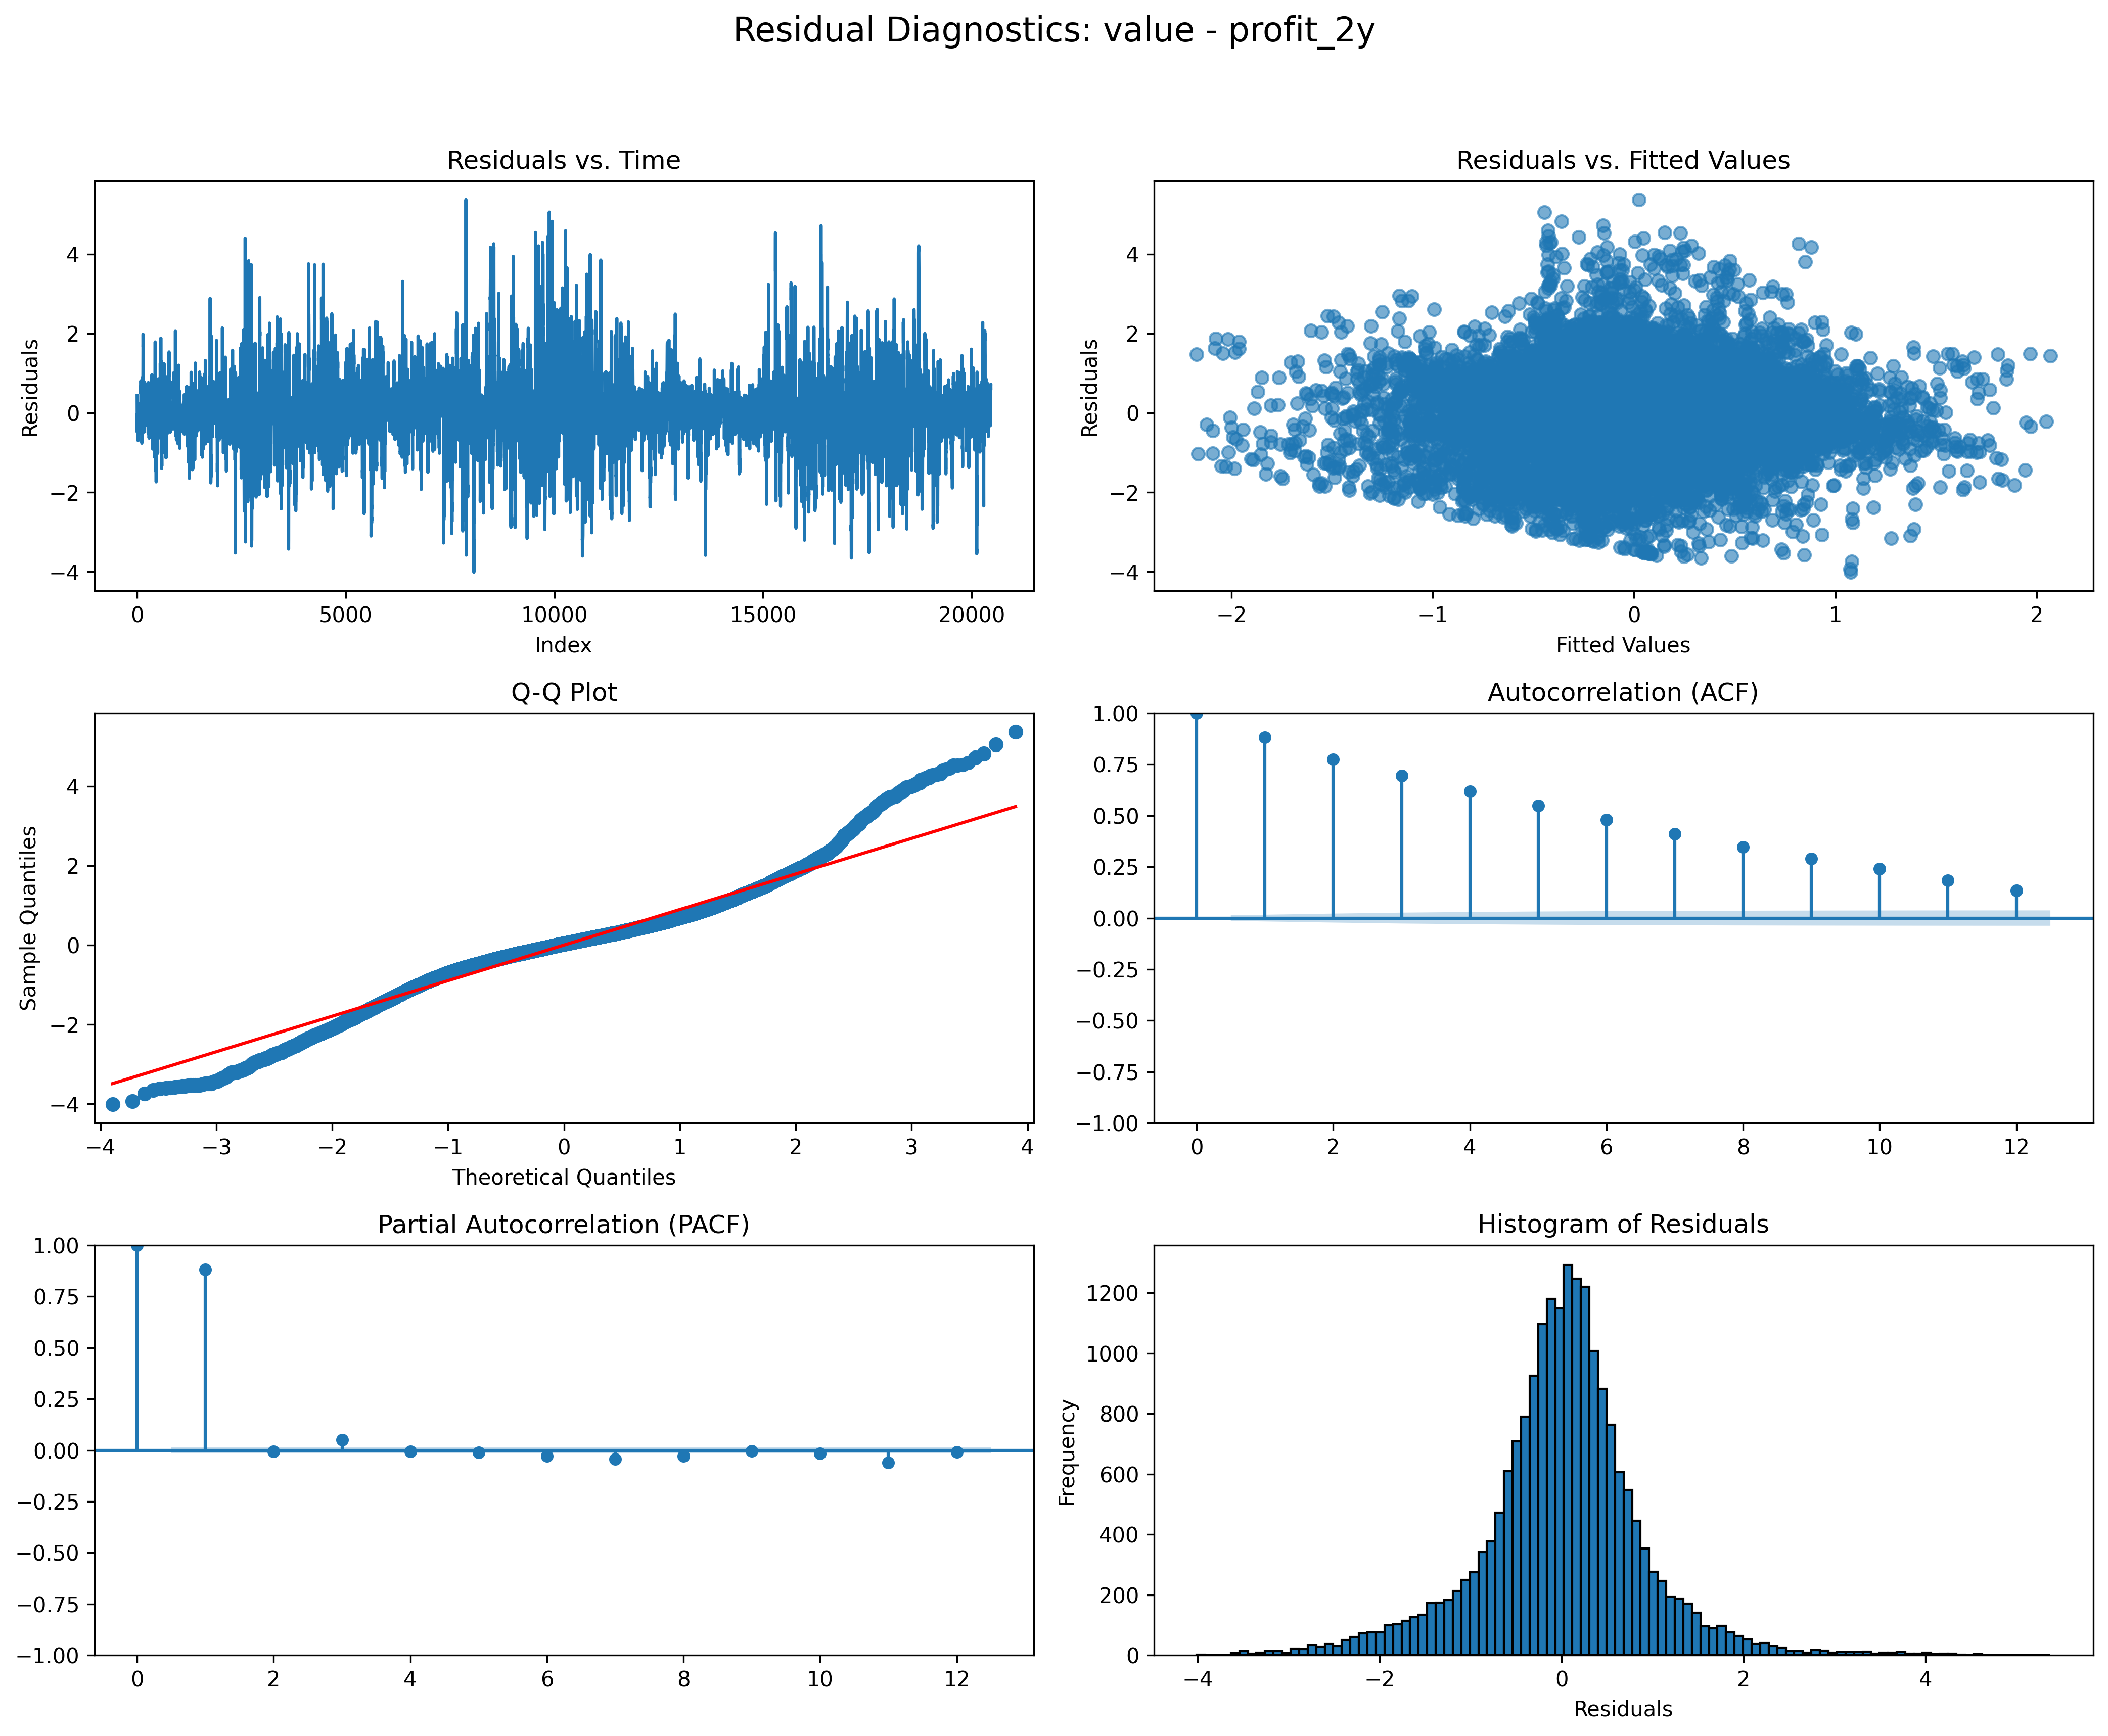 Residual Diagnostics: value - profit_2y
Residuals vs. Time
Residuals
4
2
0
−2
−4
0 5000 10000 15000 20000
Index
Residuals vs. Fitted Values
Residuals
4
2
0
−2
−4
−2 −1 0 1 2
Fitted Values
Q-Q Plot
Sample Quantiles
4
2
0
−2
−4
−4 −3 −2 −1 0 1 2 3 4
Theoretical Quantiles
Autocorrelation (ACF)
1.00
0.75
0.50
0.25
0.00
−0.25
−0.50
−0.75
−1.00
0 2 4 6 8 10 12
Partial Autocorrelation (PACF)
1.00
0.75
0.50
0.25
0.00
−0.25
−0.50
−0.75
−1.00
0 2 4 6 8 10 12
Histogram of Residuals
Frequency
1200
1000
800
600
400
200
0
−4 −2 0 2 4
Residuals